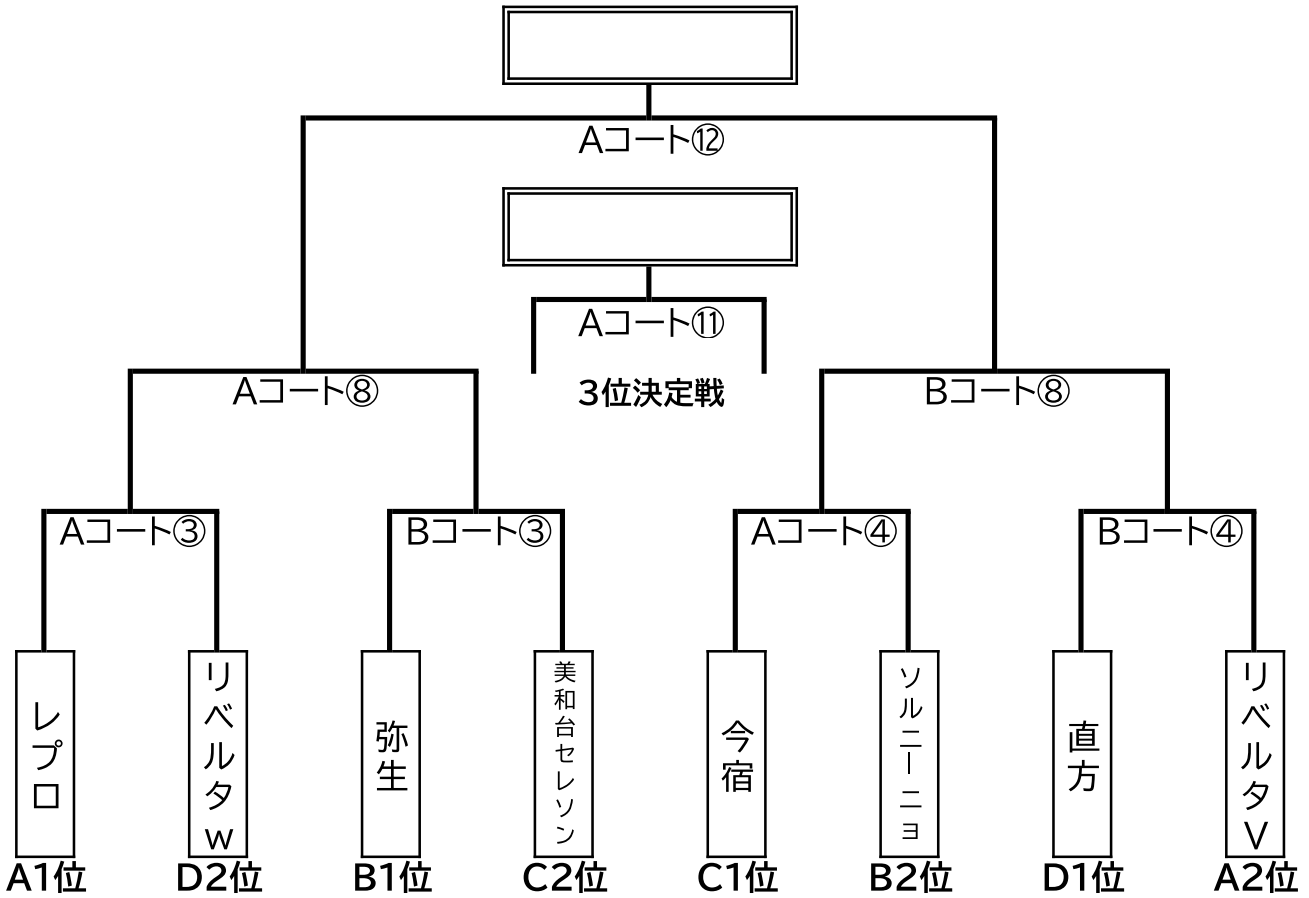 Aコート⑫
Aコート⑪
3位決定戦
Aコート⑧
Bコート⑧
Aコート③
Bコート③
Aコート④
Bコート④
レプロ
リベルタw
弥生
美和台セレソン
今宿
ソルニーニョ
直方
リベルタV
A1位
D2位
B1位
C2位
C1位
B2位
D1位
A2位